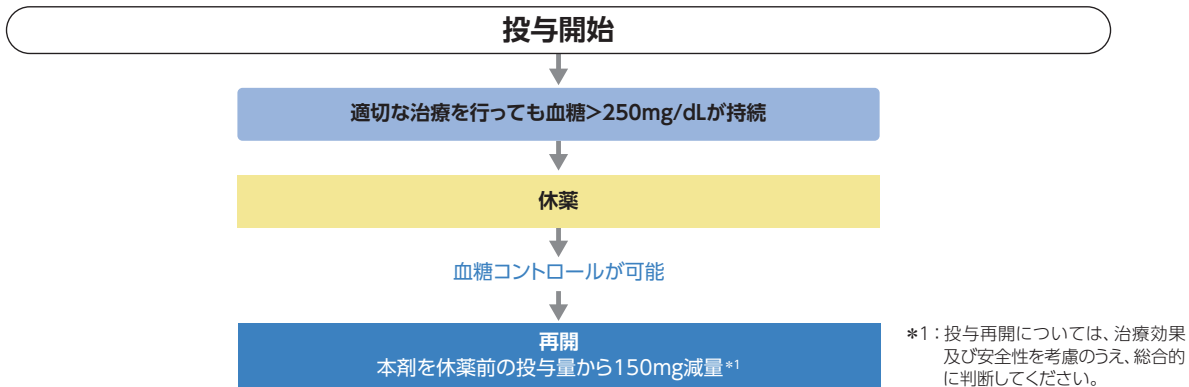 投与開始
適切な治療を行っても血糖>250mg/dLが持続
休薬
血糖コントロールが可能
再開
本剤を休薬前の投与量から150mg減量*1
*1：投与再開については、治療効果
及び安全性を考慮のうえ、総合的
に判断してください。